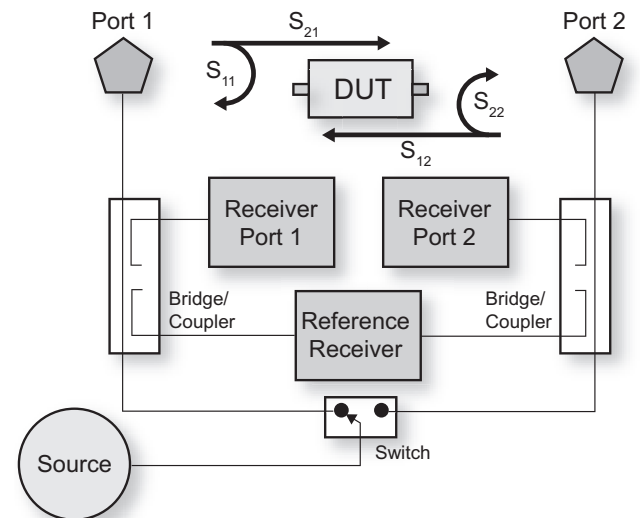 Port 1
Port 2
S21
S11
DUT
S22
S12
Receiver
Port 1
Receiver
Port 2
Bridge/
Coupler
Reference
Receiver
Bridge/
Coupler
Switch
Source